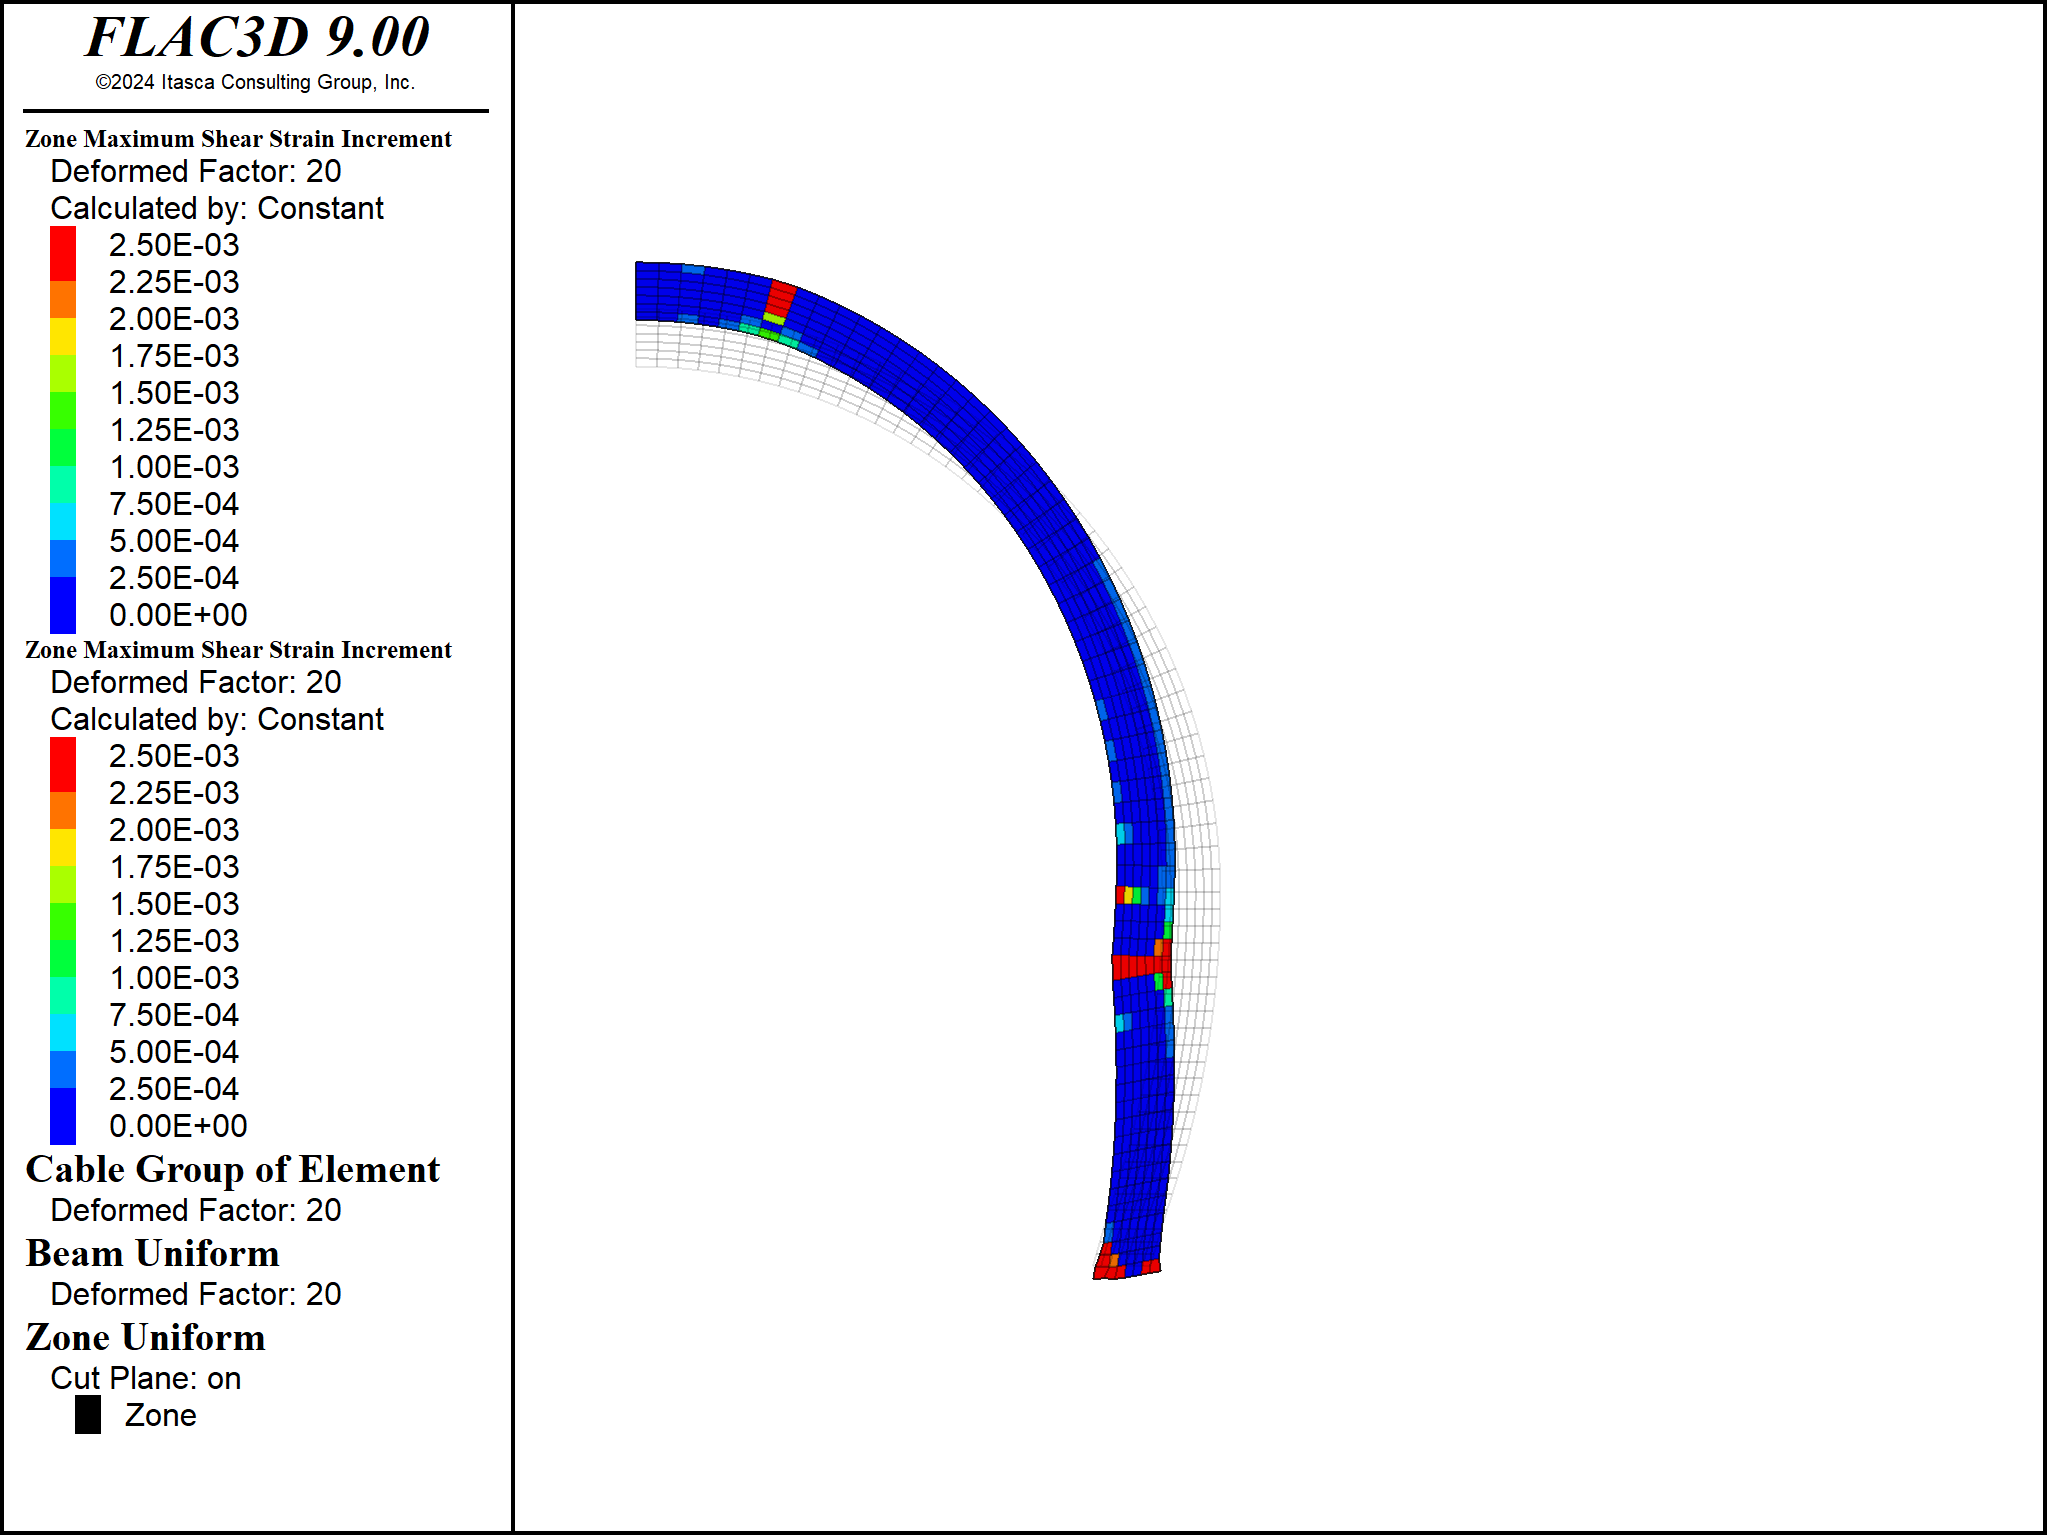 FLAC3D 9.00
©2024 Itasca Consulting Group, Inc.
Zone Maximum Shear Strain Increment
Deformed Factor: 20
Calculated by: Constant
2.50E-03
2.25E-03
2.00E-03
1.75E-03
1.50E-03
1.25E-03
1.00E-03
7.50E-04
5.00E-04
2.50E-04
0.00E+00
Zone Maximum Shear Strain Increment
Deformed Factor: 20
Calculated by: Constant
2.50E-03
2.25E-03
2.00E-03
1.75E-03
1.50E-03
1.25E-03
1.00E-03
7.50E-04
5.00E-04
2.50E-04
0.00E+00
Cable Group of Element
Deformed Factor: 20
Beam Uniform
Deformed Factor: 20
Zone Uniform
Cut Plane: on
Zone